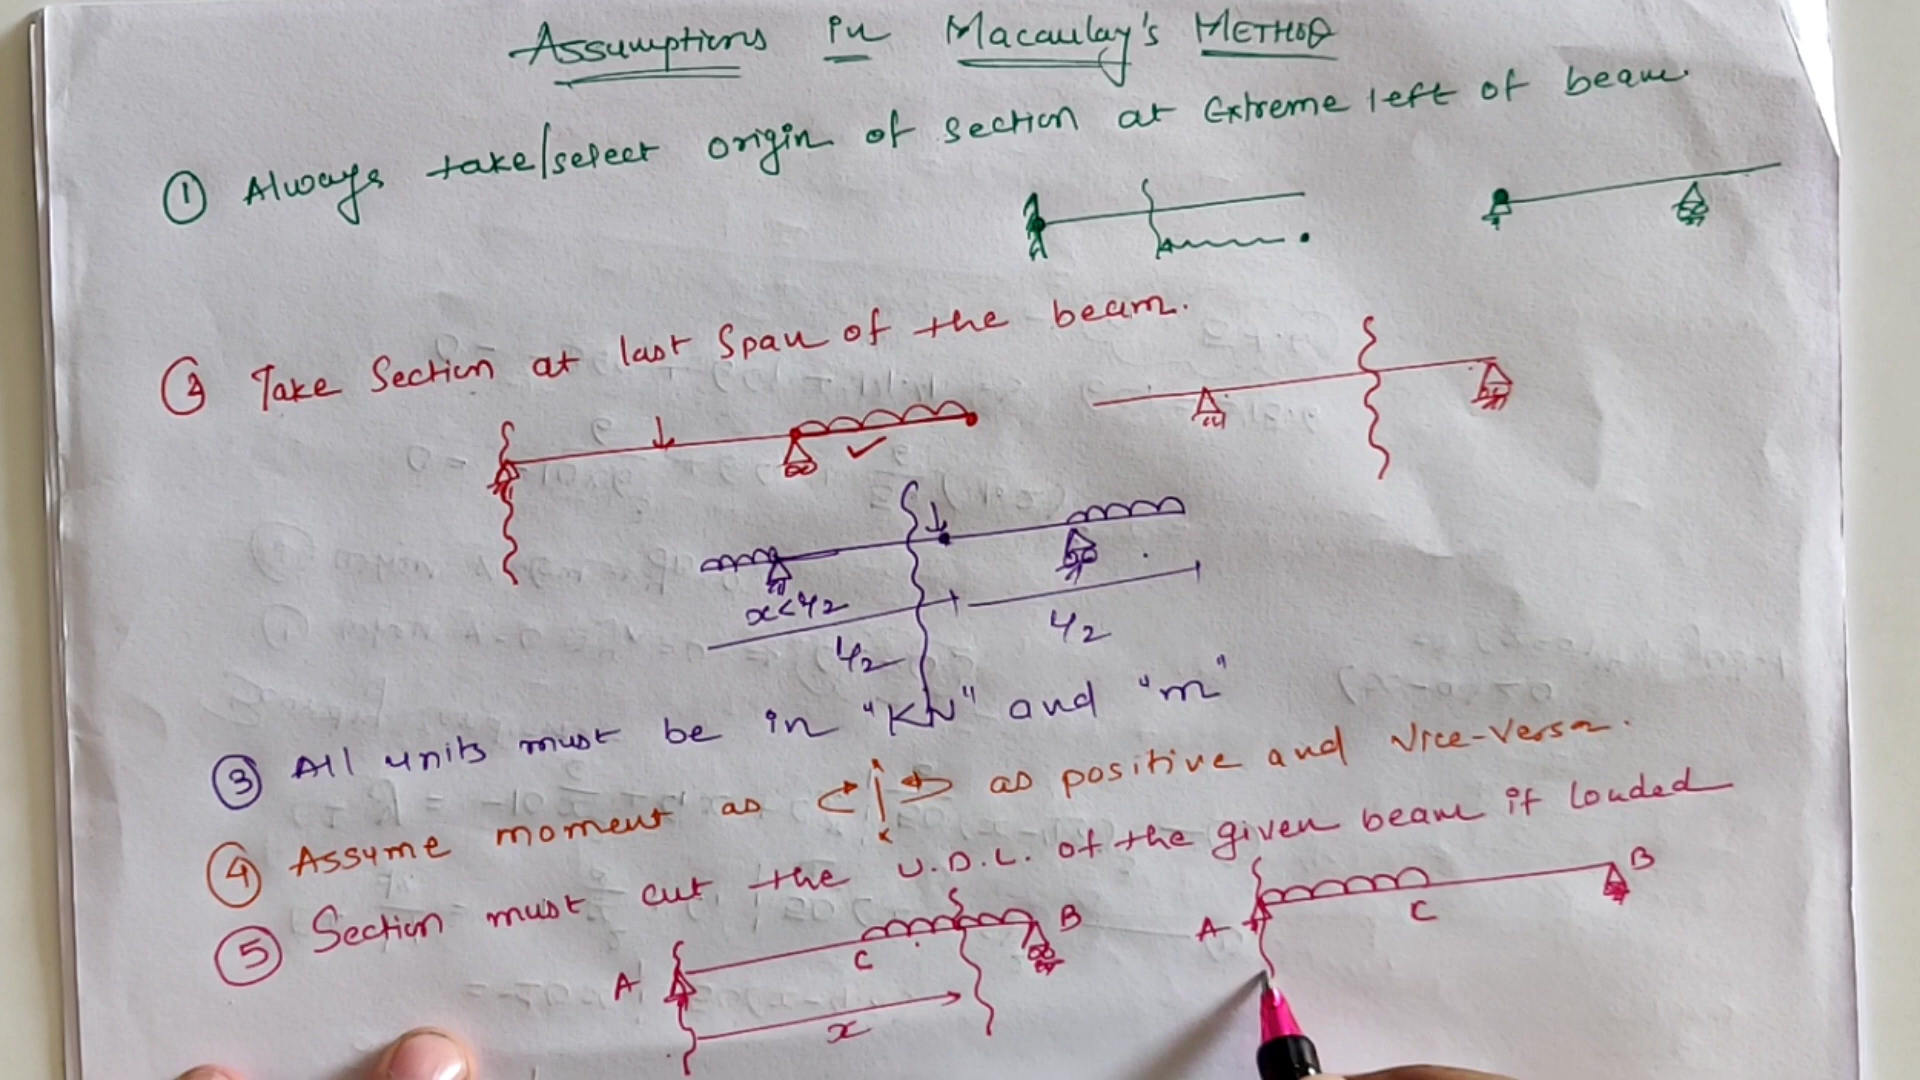 Assumptions in Macaulay's METHOD
① Always take/select origin of section at Extreme left of beam.
② Take Section at last Span of the beam.
x<L/2
L/2
L/2
③ All units must be in "KN" and "m"
④ Assume moment as as positive and Vice-Versa.
⑤ Section must cut the U.D.L. of the given beam if loaded
A C B
x
A C B